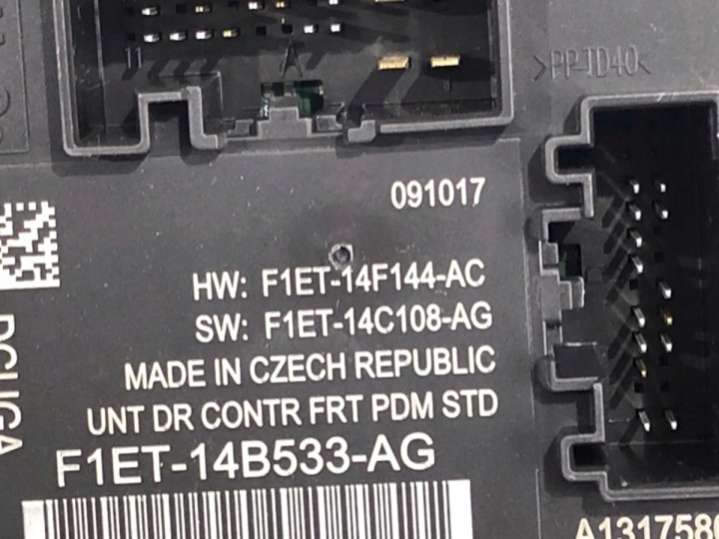 11
A
>PP-TD40<
091017
HW: F1ET-14F144-AC
SW: F1ET-14C108-AG
MADE IN CZECH REPUBLIC
UNT DR CONTR FRT PDM STD
F1ET-14B533-AG